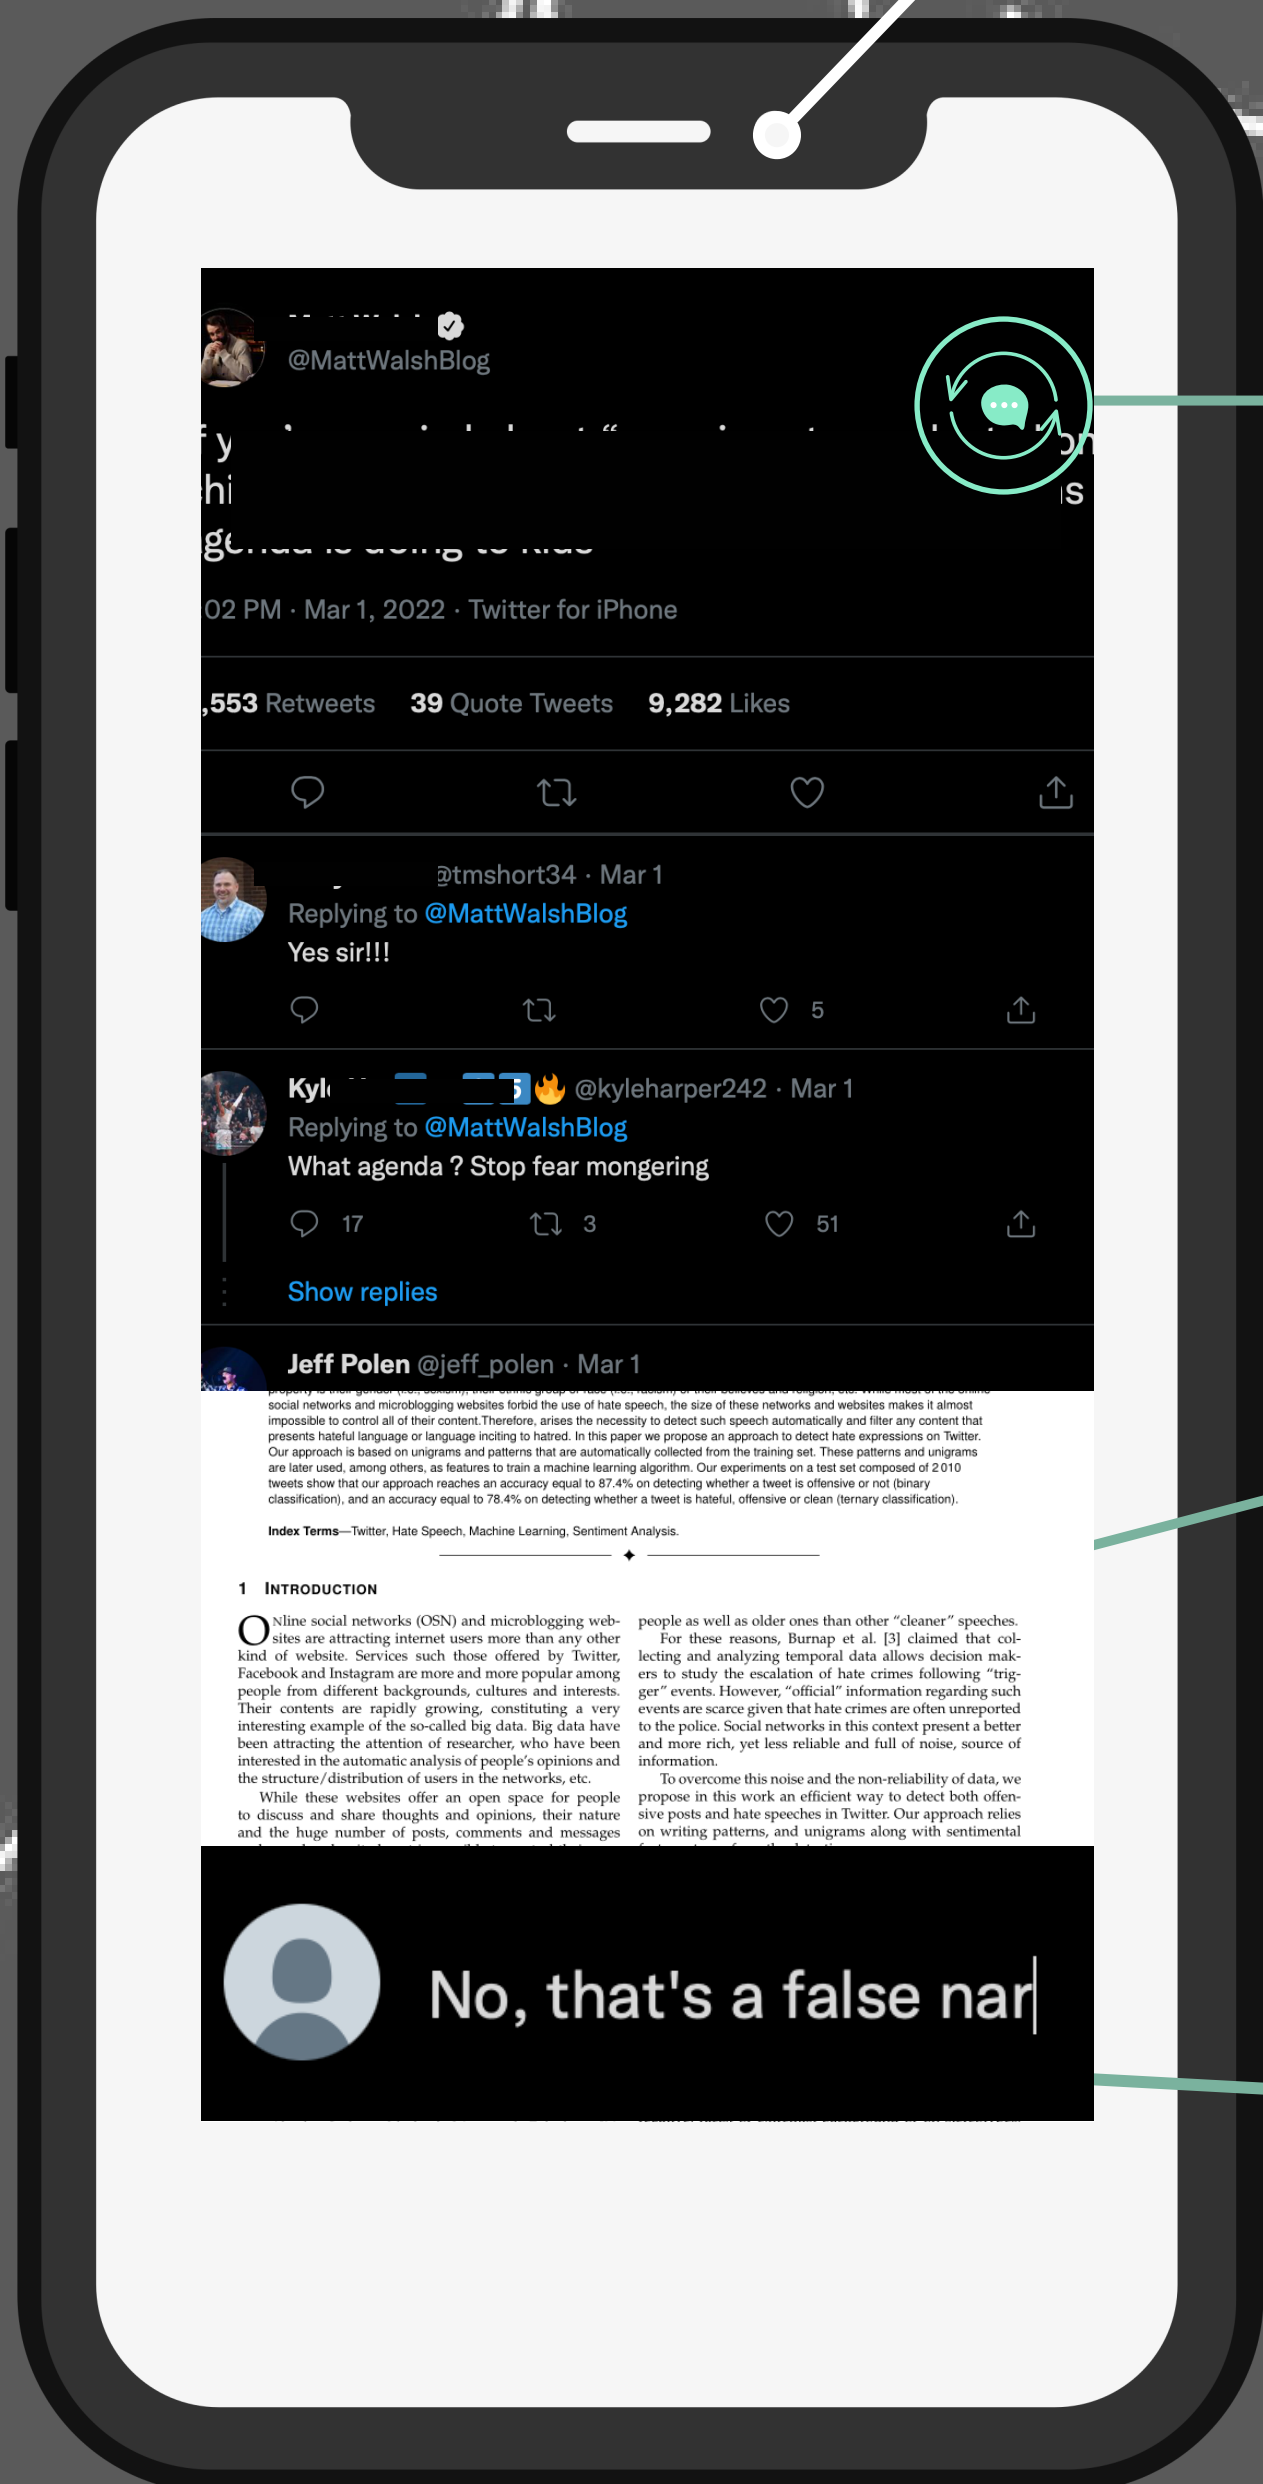 @MattWalshBlog
02 PM · Mar 1, 2022 · Twitter for iPhone
,553 Retweets 39 Quote Tweets 9,282 Likes
@tmshort34 · Mar 1
Replying to @MattWalshBlog
Yes sir!!!
5
@kyleharper242 · Mar 1
Replying to @MattWalshBlog
What agenda ? Stop fear mongering
17 3 51
Show replies
Jeff Polen @jeff_polen · Mar 1
social networks and microblogging websites forbid the use of hate speech, the size of these networks and websites makes it almost
impossible to control all of their content.Therefore, arises the necessity to detect such speech automatically and filter any content that
presents hateful language or language inciting to hatred. In this paper we propose an approach to detect hate expressions on Twitter.
Our approach is based on unigrams and patterns that are automatically collected from the training set. These patterns and unigrams
are later used, among others, as features to train a machine learning algorithm. Our experiments on a test set composed of 2010
tweets show that our approach reaches an accuracy equal to 87.4% on detecting whether a tweet is offensive or not (binary
classification), and an accuracy equal to 78.4% on detecting whether a tweet is hateful, offensive or clean (ternary classification).
Index Terms—Twitter, Hate Speech, Machine Learning, Sentiment Analysis.
1 INTRODUCTION
ONline social networks (OSN) and microblogging web-
sites are attracting internet users more than any other
kind of website. Services such those offered by Twitter,
Facebook and Instagram are more and more popular among
people from different backgrounds, cultures and interests.
Their contents are rapidly growing, constituting a very
interesting example of the so-called big data. Big data have
been attracting the attention of researcher, who have been
interested in the automatic analysis of people's opinions and
the structure/distribution of users in the networks, etc.
While these websites offer an open space for people
to discuss and share thoughts and opinions, their nature
and the huge number of posts, comments and messages
people as well as older ones than other “cleaner” speeches.
For these reasons, Burnap et al. [3] claimed that col-
lecting and analyzing temporal data allows decision mak-
ers to study the escalation of hate crimes following “trig-
ger” events. However, “official” information regarding such
events are scarce given that hate crimes are often unreported
to the police. Social networks in this context present a better
and more rich, yet less reliable and full of noise, source of
information.
To overcome this noise and the non-reliability of data, we
propose in this work an efficient way to detect both offen-
sive posts and hate speeches in Twitter. Our approach relies
on writing patterns, and unigrams along with sentimental
No, that's a false nar